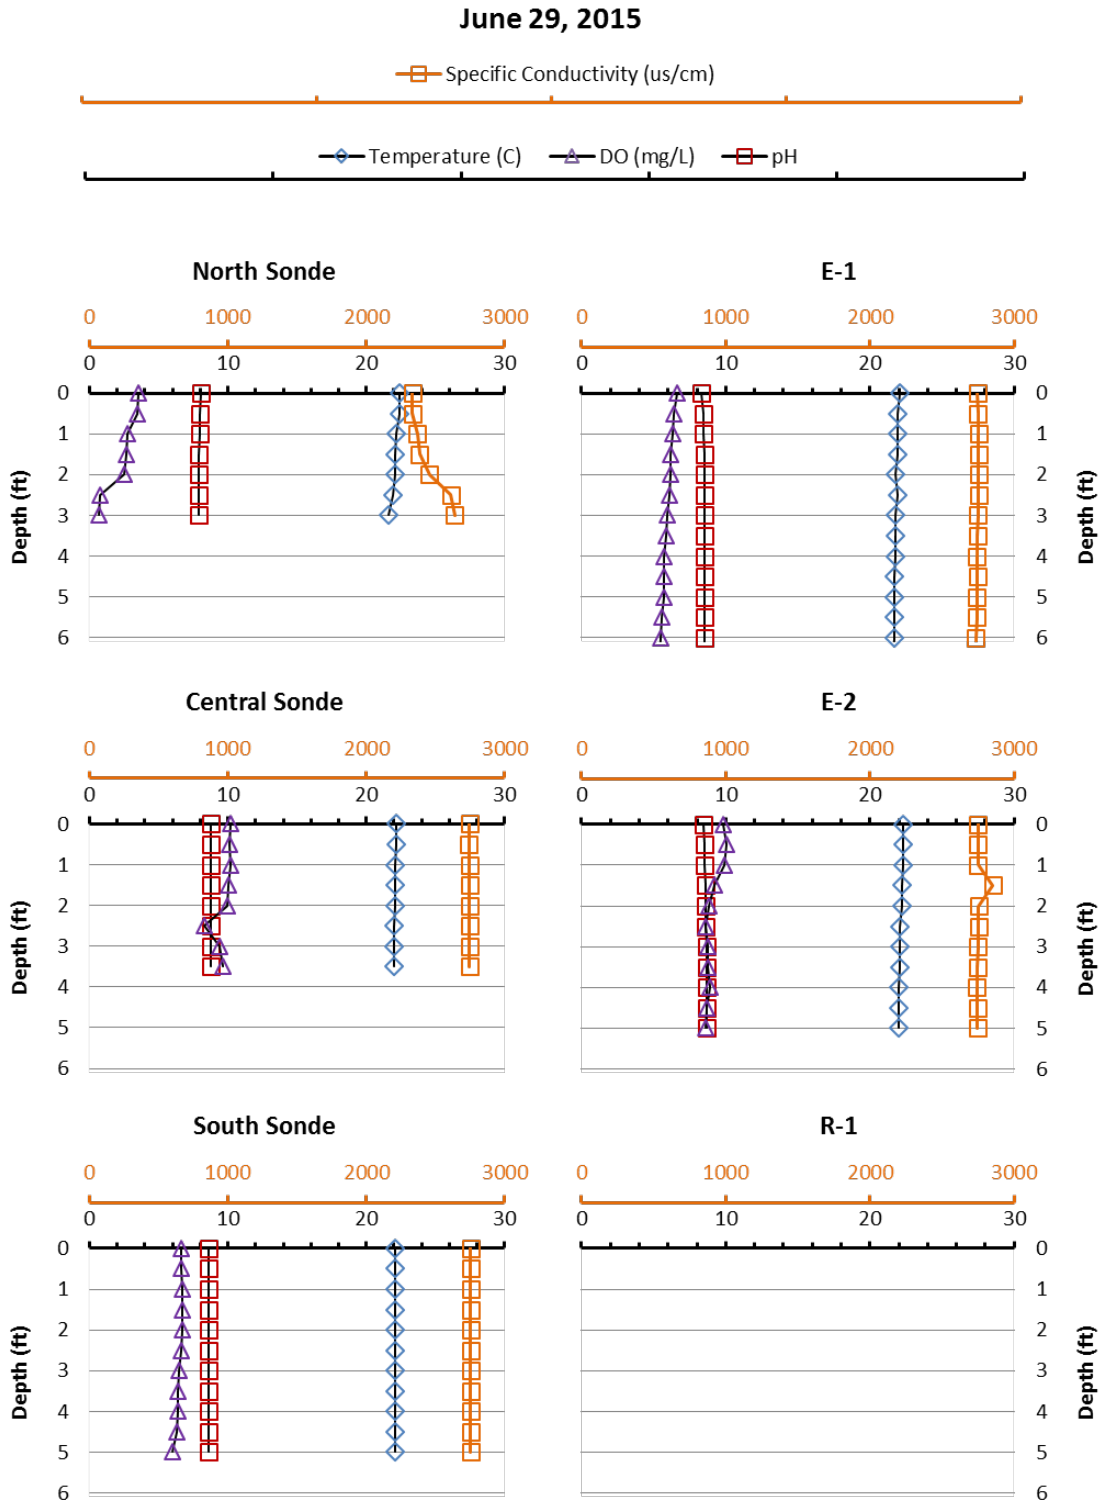 June 29, 2015
Specific Conductivity (us/cm)
Temperature (C) DO (mg/L) pH
North Sonde
0 1000 2000 3000
0 10 20 30
0
1
2
3
4
5
6
Depth (ft)
E-1
0 1000 2000 3000
0 10 20 30
0
1
2
3
4
5
6
Depth (ft)
Central Sonde
0 1000 2000 3000
0 10 20 30
0
1
2
3
4
5
6
Depth (ft)
E-2
0 1000 2000 3000
0 10 20 30
0
1
2
3
4
5
6
Depth (ft)
South Sonde
0 1000 2000 3000
0 10 20 30
0
1
2
3
4
5
6
Depth (ft)
R-1
0 1000 2000 3000
0 10 20 30
0
1
2
3
4
5
6
Depth (ft)